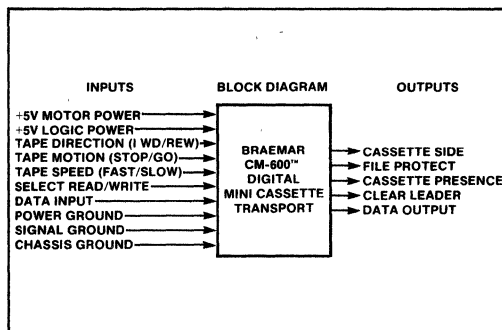 INPUTS
BLOCK DIAGRAM
OUTPUTS
+5V MOTOR POWER
+5V LOGIC POWER
TAPE DIRECTION (I WD/REW)
TAPE MOTION (STOP/GO)
TAPE SPEED (FAST/SLOW)
SELECT READ/WRITE
DATA INPUT
POWER GROUND
SIGNAL GROUND
CHASSIS GROUND
BRAEMAR
CM-600™
DIGITAL
MINI CASSETTE
TRANSPORT
CASSETTE SIDE
FILE PROTECT
CASSETTE PRESENCE
CLEAR LEADER
DATA OUTPUT